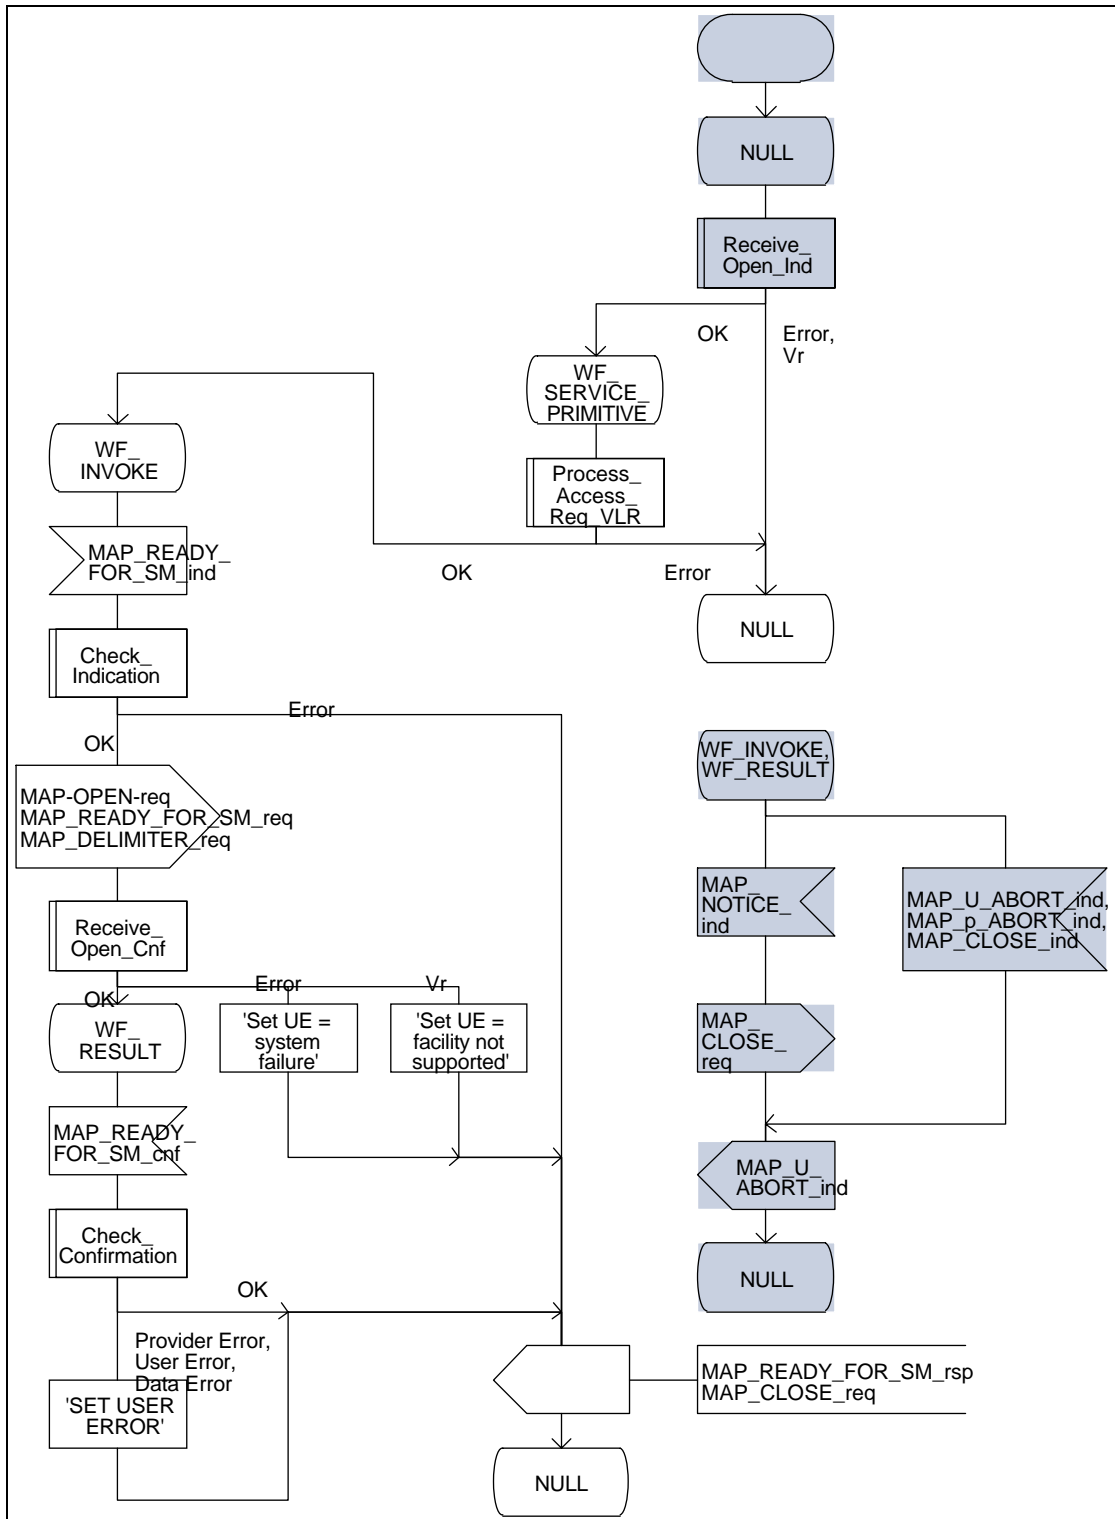 NULL
Receive_
Open_Ind
OK
Error,
Vr
WF_
SERVICE_
PRIMITIVE
WF_
INVOKE
Process_
Access_
Req_VLR
MAP_READY_
FOR_SM_ind
OK
Error
NULL
Check_
Indication
Error
OK
WF_INVOKE,
WF_RESULT
MAP-OPEN-req
MAP_READY_FOR_SM_req
MAP_DELIMITER_req
MAP_
NOTICE_
ind
MAP_U_ABORT_ind,
MAP_p_ABORT_ind,
MAP_CLOSE_ind
Receive_
Open_Cnf
OK
Error
Vr
WF_
RESULT
'Set UE =
system
failure'
'Set UE =
facility not
supported'
MAP_
CLOSE_
req
MAP_READY_
FOR_SM_cnf
MAP_U_
ABORT_ind
Check_
Confirmation
NULL
OK
Provider Error,
User Error,
Data Error
'SET USER
ERROR'
MAP_READY_FOR_SM_rsp
MAP_CLOSE_req
NULL